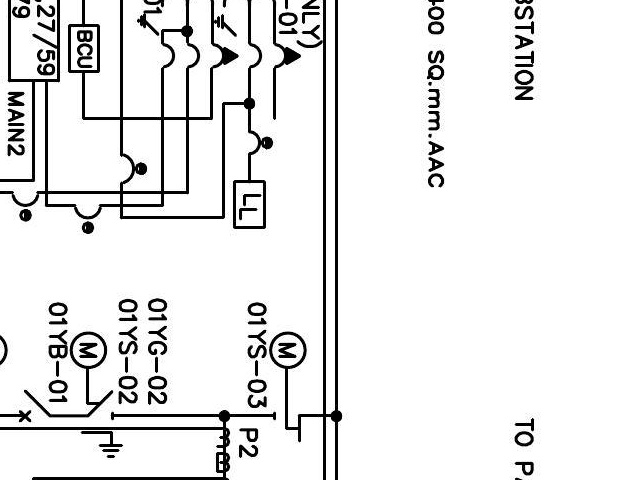 BSTATION
TO PA
400 SQ.mm.AAC
NLY)
-01
M
01YS-03
LL
P2
01YG-02
01YS-02
BCU
M
01YB-01
27/59
79
MAIN2